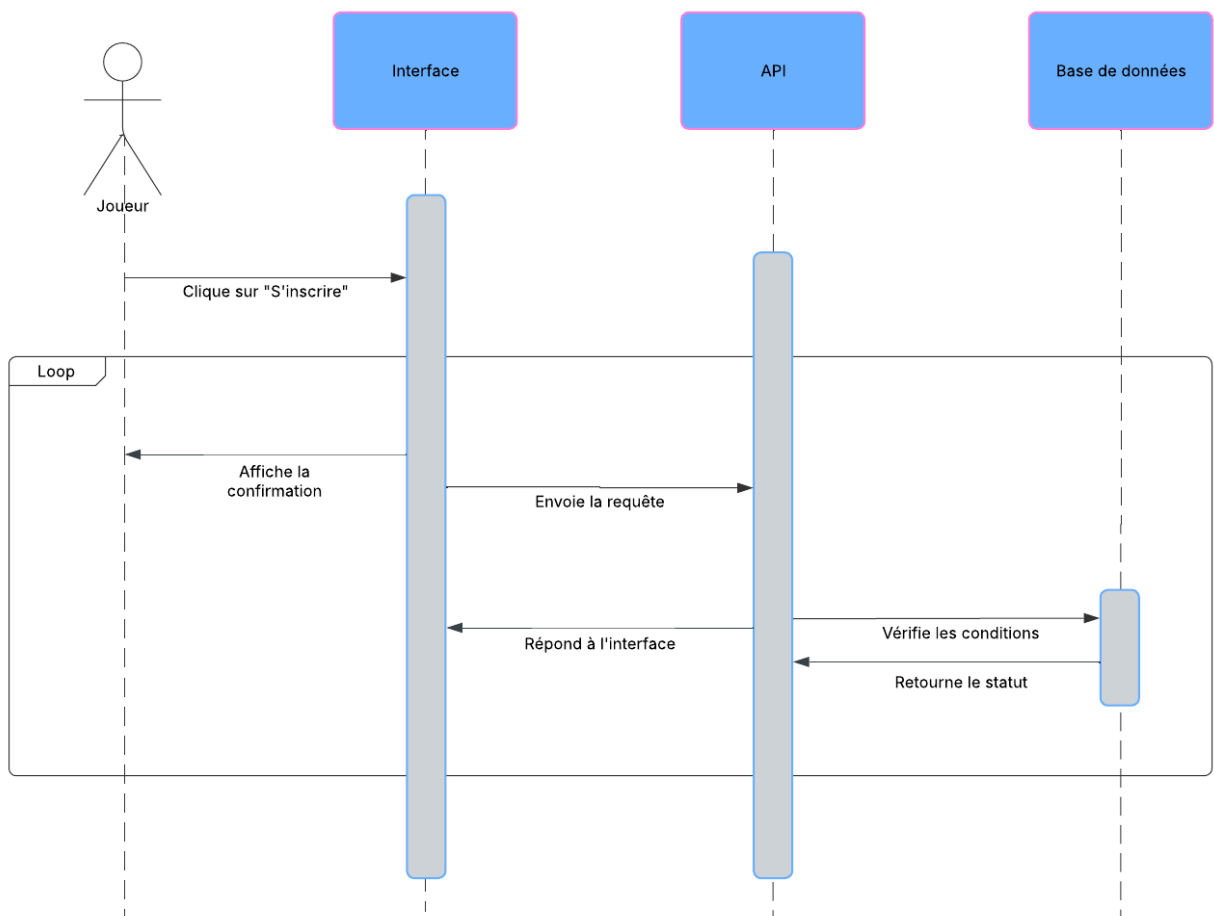 Interface
API
Base de données
Joueur
Clique sur "S'inscrire"
Loop
Affiche la
confirmation
Envoie la requête
Vérifie les conditions
Répond à l'interface
Retourne le statut